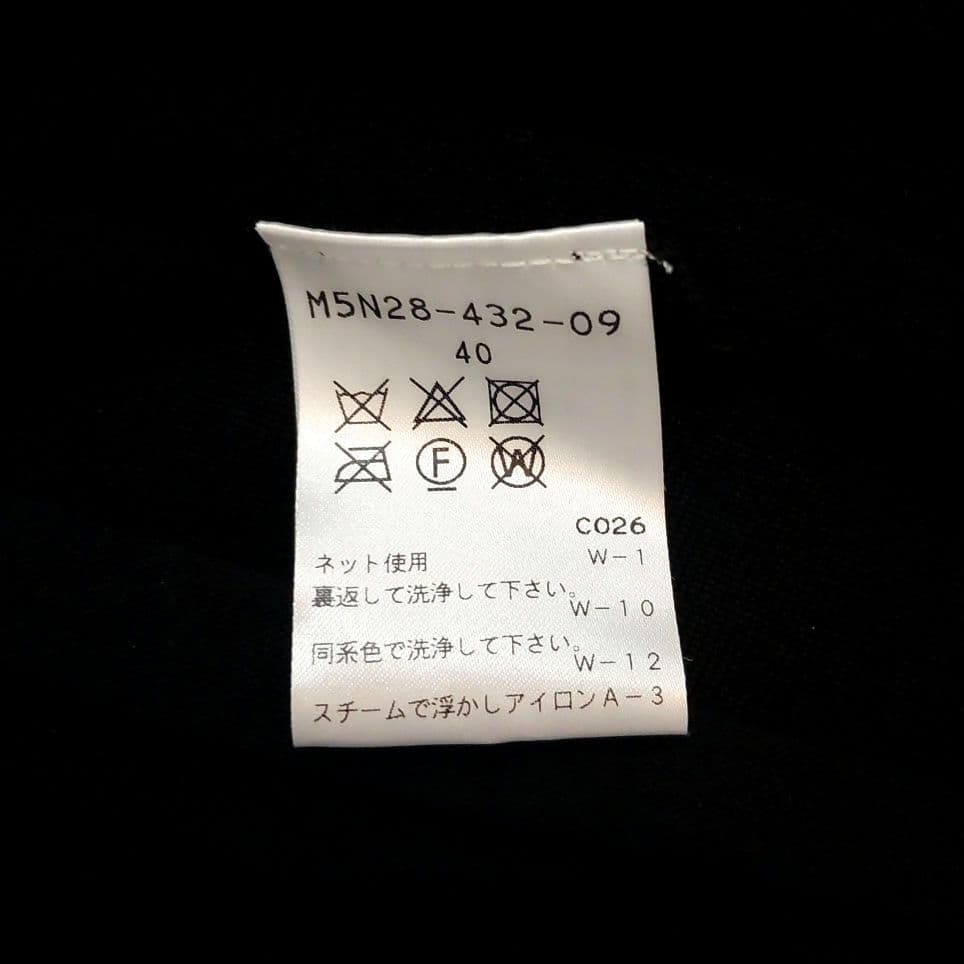 M5N28-432-09
40
F
W
C026
ネット使用 W-1
裏返して洗浄して下さい。W-10
同系色で洗浄して下さい。W-12
スチームで浮かしアイロンA-3